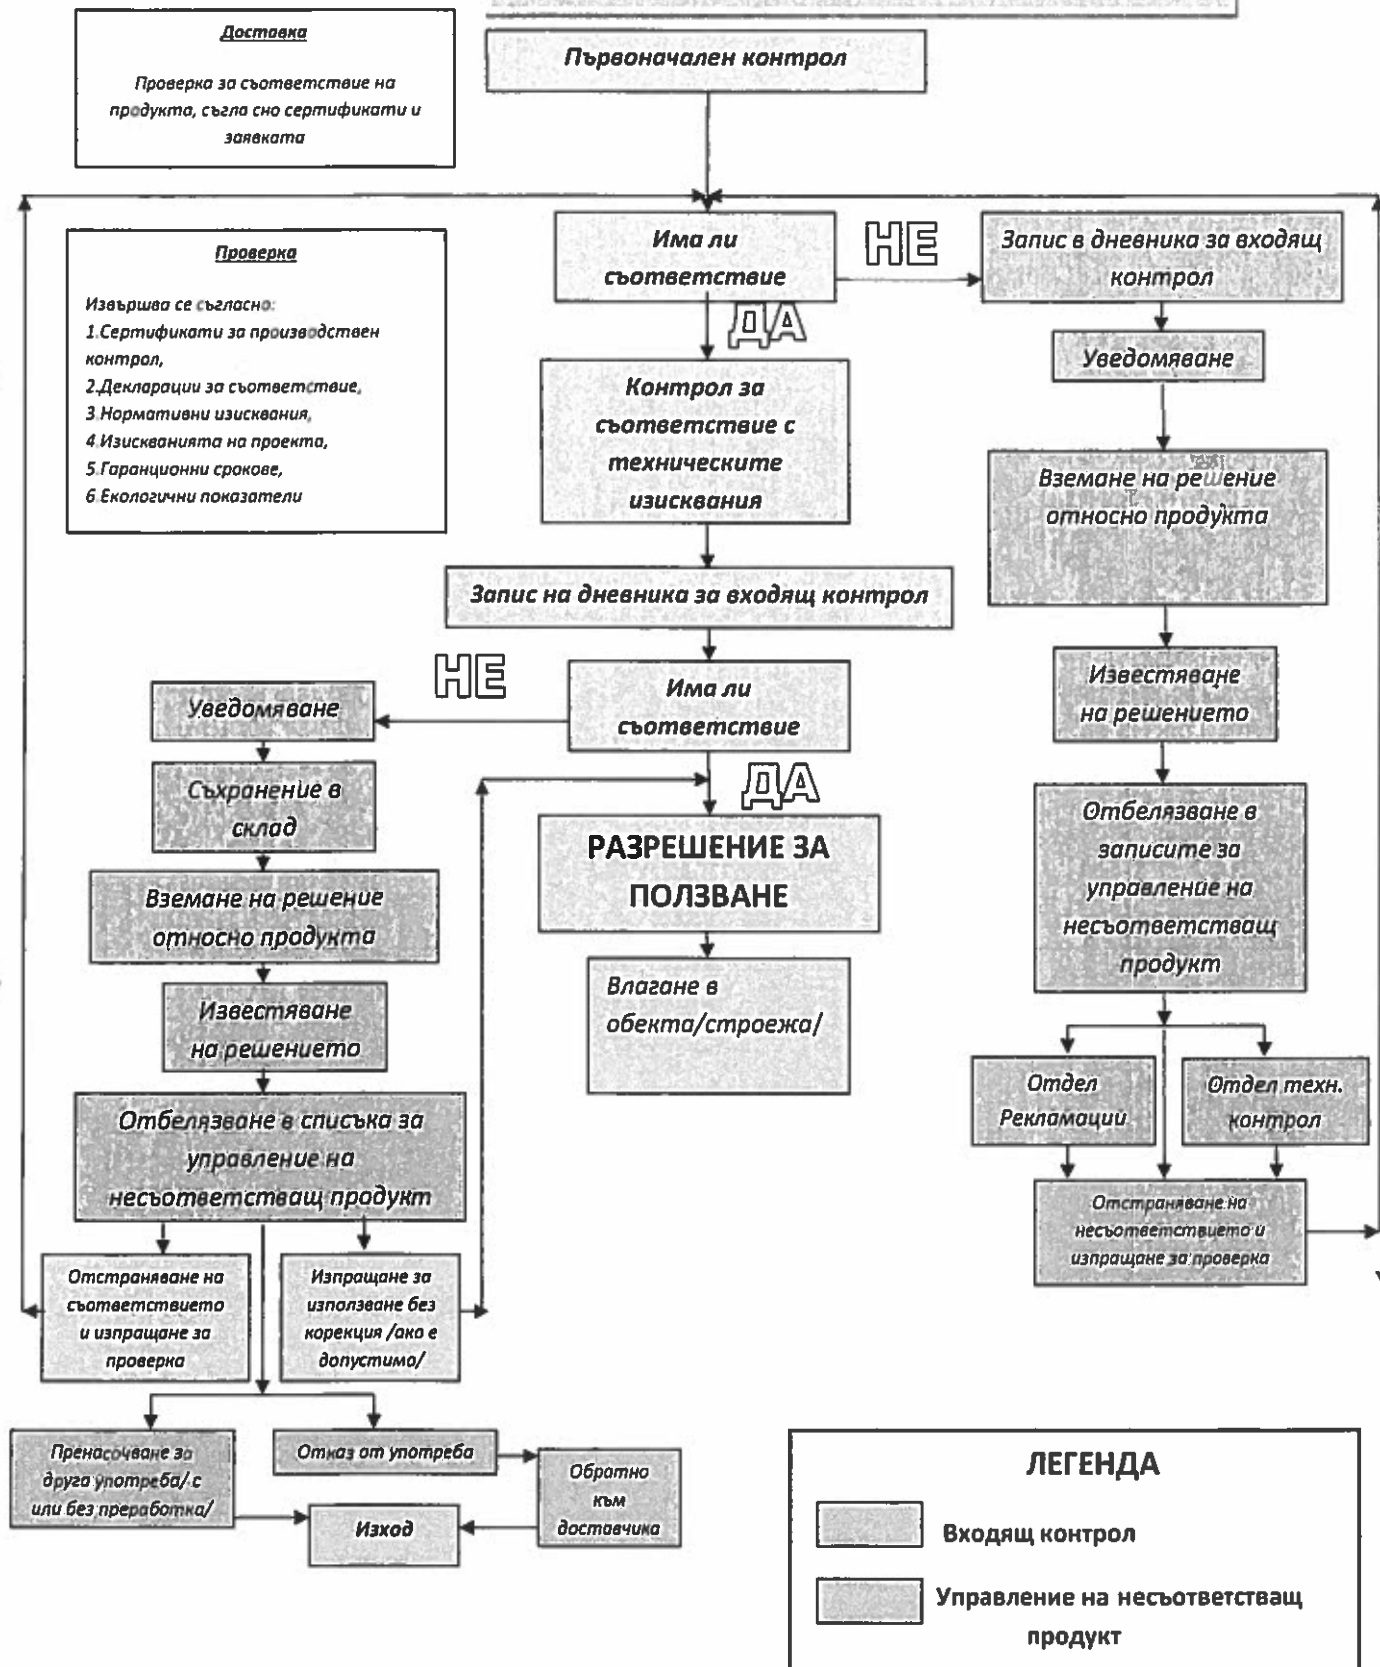 Доставка
Проверка за съответствие на
продукта, съгла сно сертификати и
заявката
Първоначален контрол
Проверка
Извършва се съгласно:
1.Сертификати за производствен
контрол,
2.Декларации за съответствие,
3.Нормативни изисквания,
4.Изискванията на проекта,
5.Гаранционни срокове,
6.Екологични показатели
Има ли
съответствие
НЕ
Запис в дневника за входящ
контрол
ДА
Уведомяване
Контрол за
съответствие с
техническите
изисквания
Вземане на решение
относно продукта
Запис на дневника за входящ контрол
НЕ
Има ли
съответствие
Известяване
на решението
Уведомяване
ДА
Съхранение в
склад
РАЗРЕШЕНИЕ ЗА
ПОЛЗВАНЕ
Отбелязване в
записите за
управление на
несъответстващ
продукт
Вземане на решение
относно продукта
Влагане в
обекта/строежа/
Известяване
на решението
Отдел
Рекламации
Отдел техн.
контрол
Отбелязване в списъка за
управление на
несъответстващ продукт
Отстраняване на
несъответствието и
изпращане за проверка
Отстраняване на
съответствието
и изпращане за
проверка
Изпращане за
използване без
корекция /ако е
допустимо/
Пренасочване за
друга употреба/ с
или без преработка/
Отказ от употреба
Обратно
към
доставчика
Изход
ЛЕГЕНДА
Входящ контрол
Управление на несъответстващ
продукт